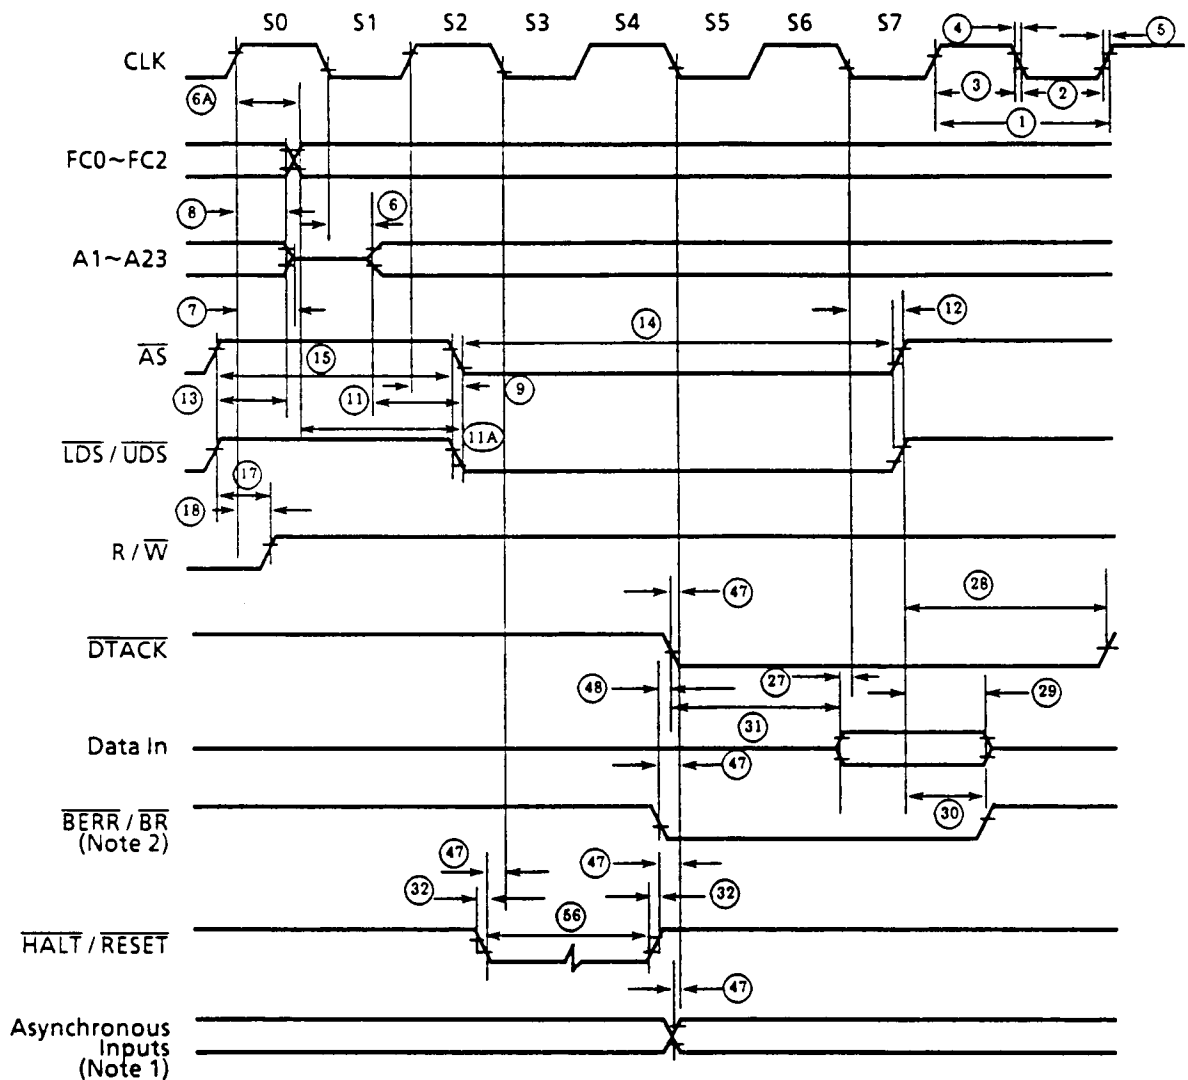 S0 S1 S2 S3 S4 S5 S6 S7
CLK
4
5
6A
3
2
1
FC0~FC2
8
6
A1~A23
7
12
14
AS
15
13
11
9
11A
LDS / UDS
17
18
R / W
47
28
DTACK
27
48
29
31
Data In
47
30
BERR / BR
(Note 2)
47
47
32
32
56
HALT / RESET
47
Asynchronous
Inputs
(Note 1)